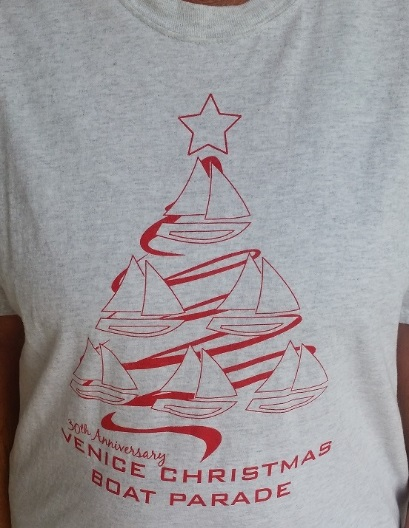 30th Anniversary
VENICE CHRISTMAS
BOAT PARADE